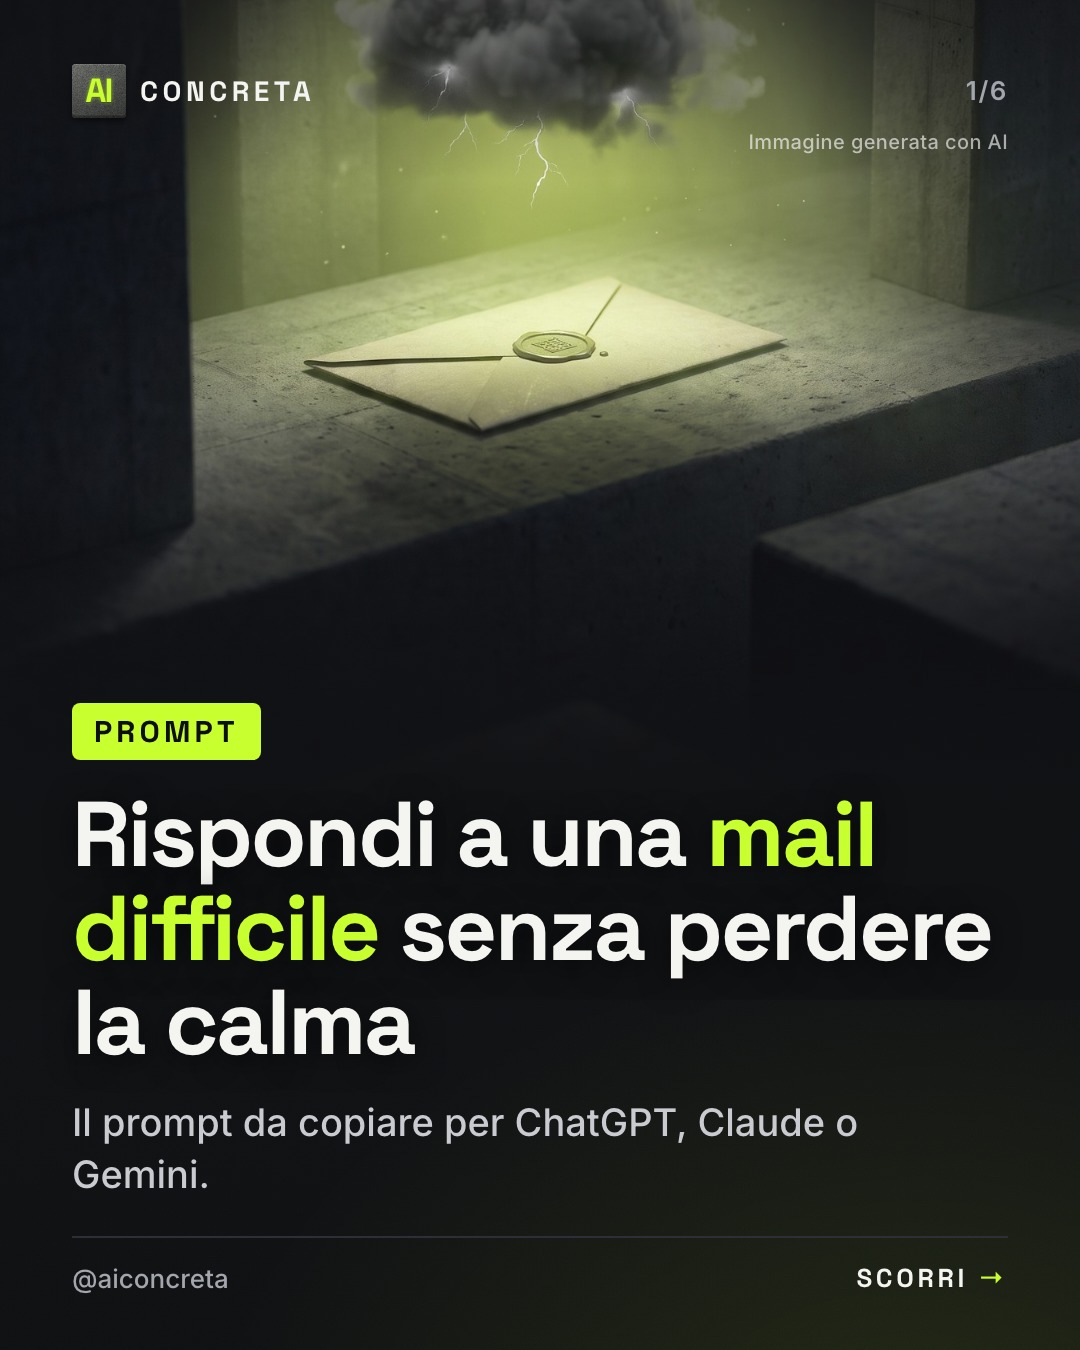 AI CONCRETA
1/6
Immagine generata con AI
PROMPT
Rispondi a una mail
difficile senza perdere
la calma
Il prompt da copiare per ChatGPT, Claude o
Gemini.
@aiconcreta
SCORRI →